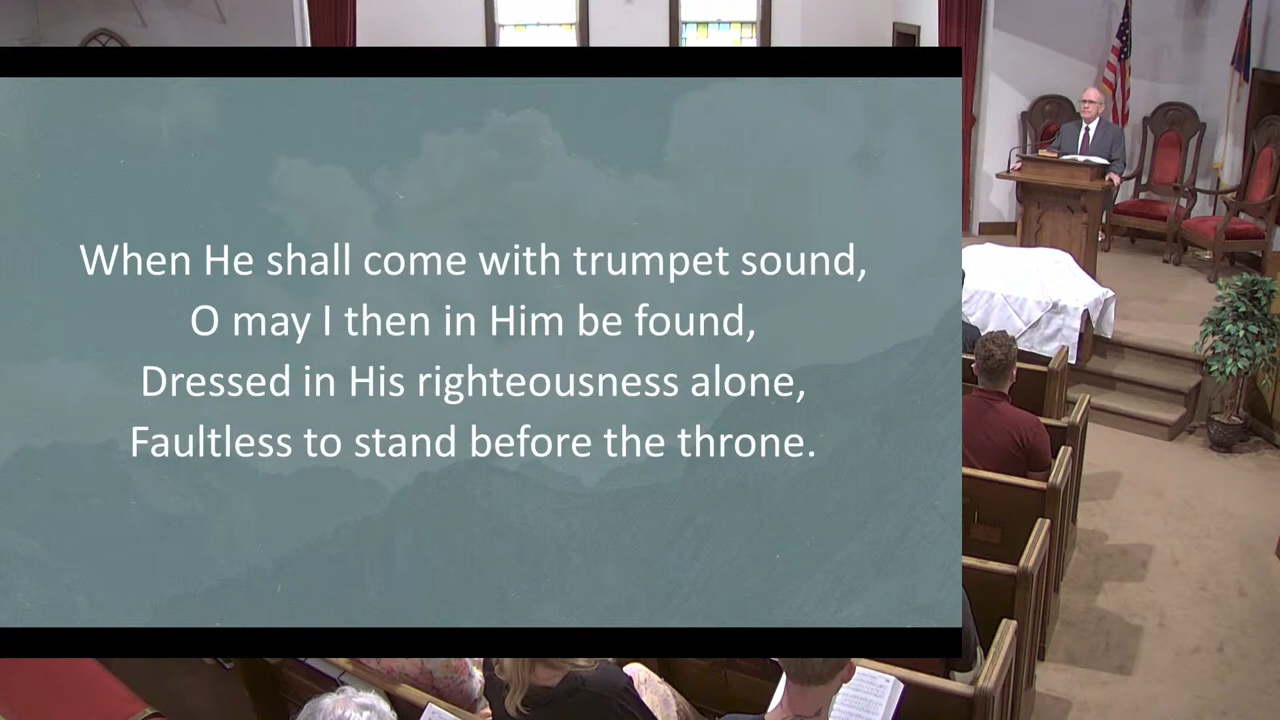 When He shall come with trumpet sound,
O may I then in Him be found,
Dressed in His righteousness alone,
Faultless to stand before the throne.